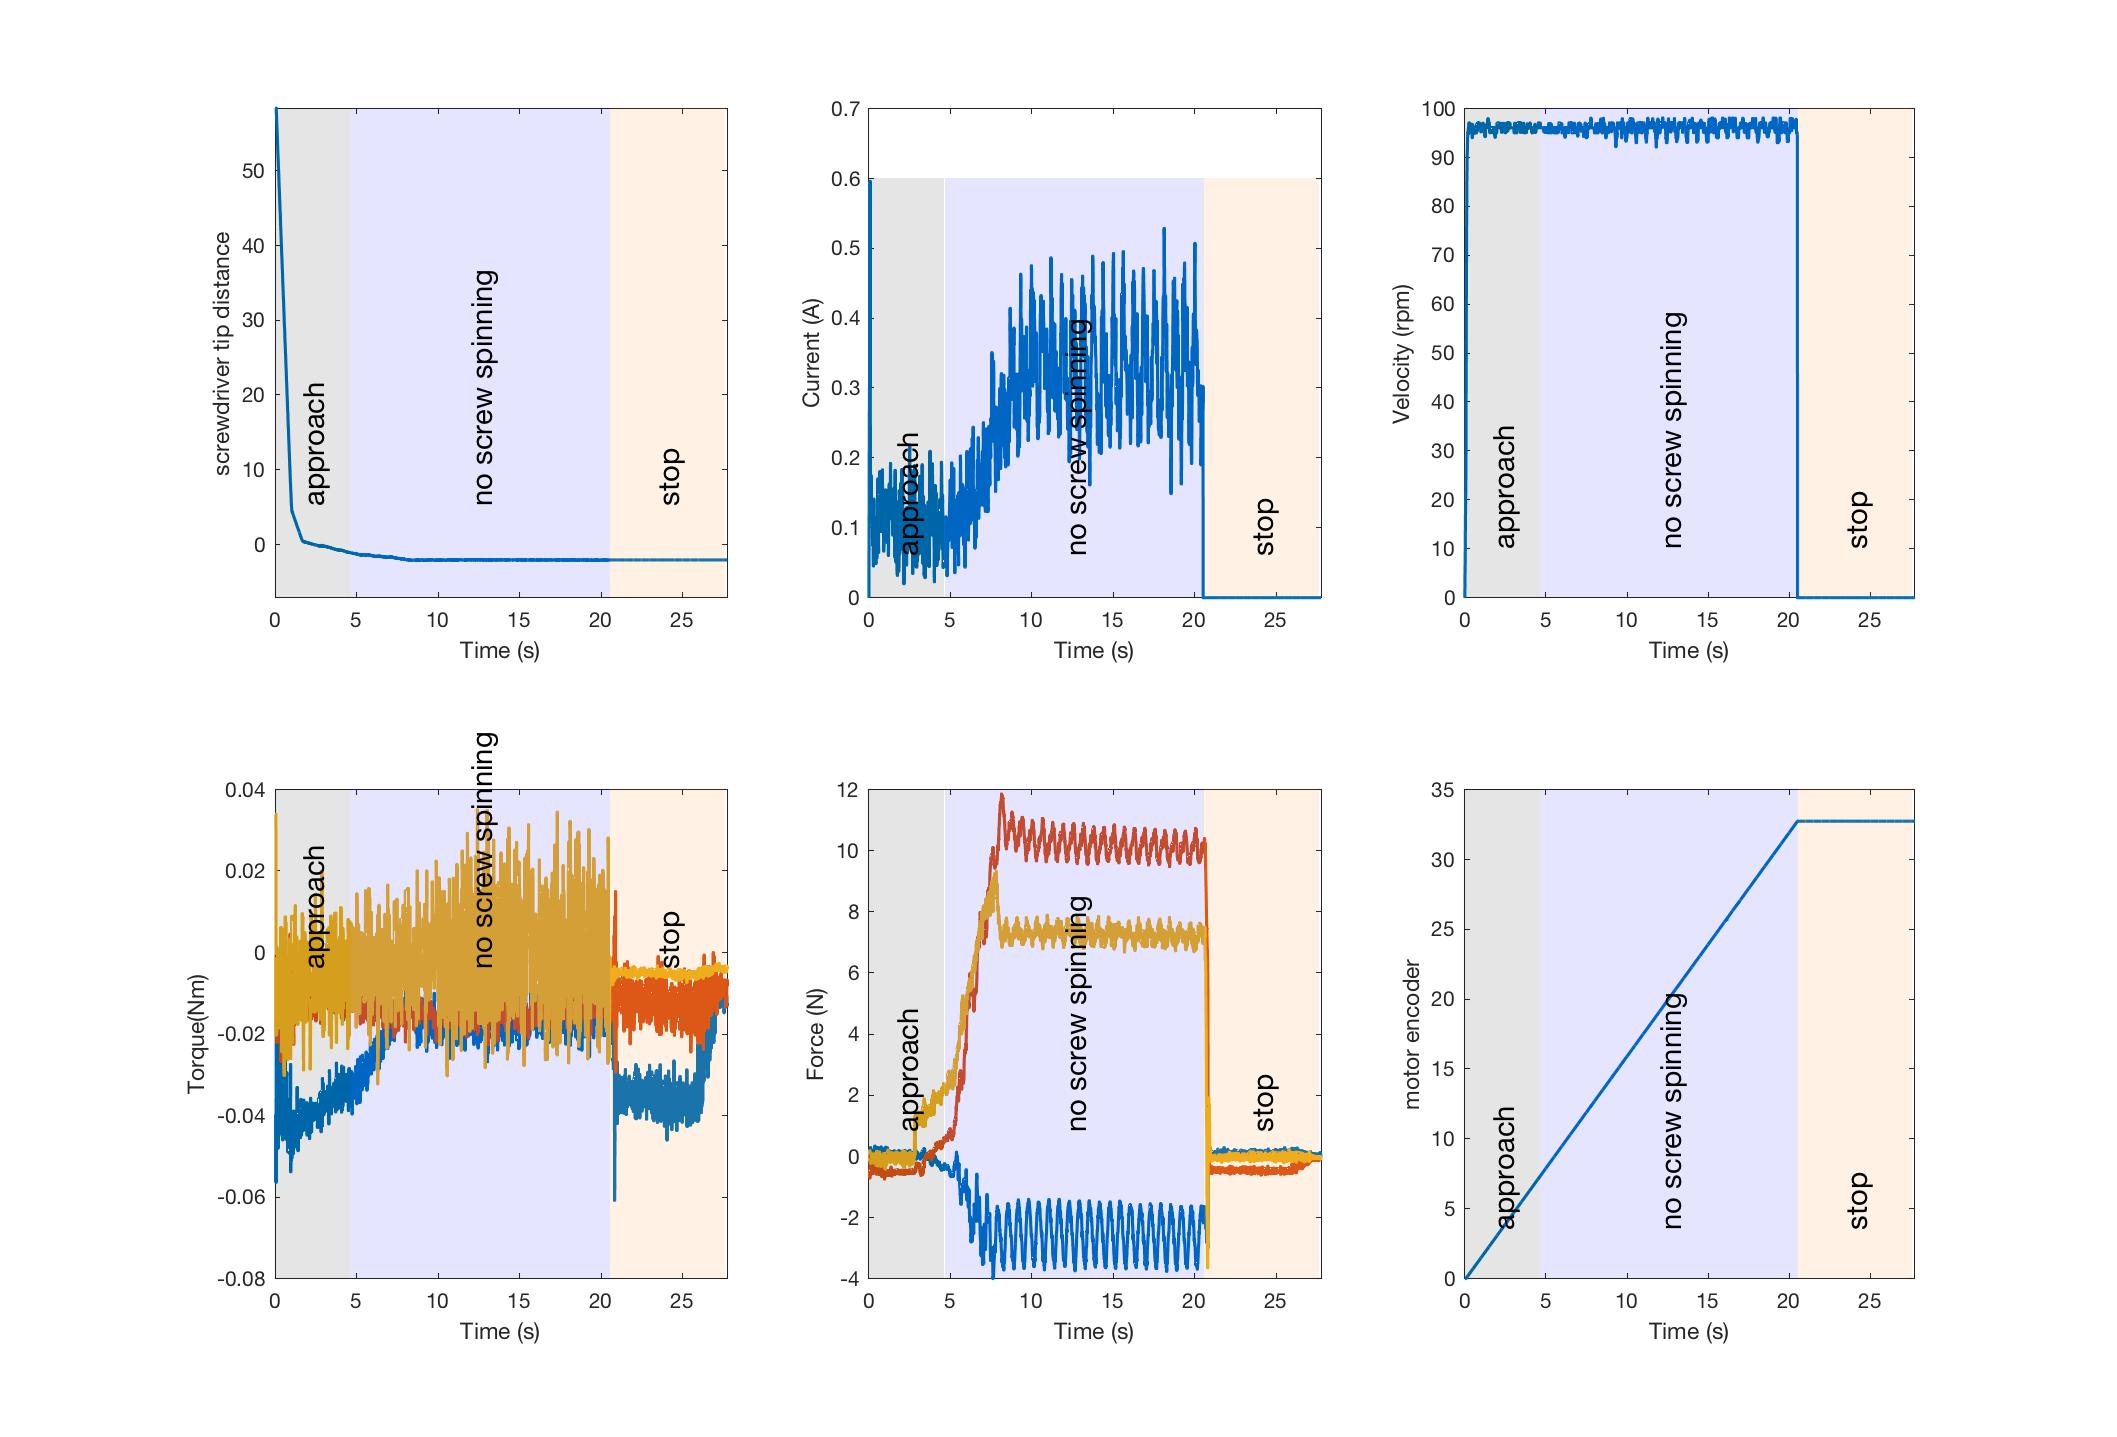 screwdriver tip distance
50
40
30
20
10
0
approach
no screw spinning
stop
0 5 10 15 20 25
Time (s)
Current (A)
0.7
0.6
0.5
0.4
0.3
0.2
0.1
0
approach
no screw spinning
stop
0 5 10 15 20 25
Time (s)
Velocity (rpm)
100
90
80
70
60
50
40
30
20
10
0
approach
no screw spinning
stop
0 5 10 15 20 25
Time (s)
Torque(Nm)
0.04
0.02
0
-0.02
-0.04
-0.06
-0.08
approach
no screw spinning
stop
0 5 10 15 20 25
Time (s)
Force (N)
12
10
8
6
4
2
0
-2
-4
approach
no screw spinning
stop
0 5 10 15 20 25
Time (s)
motor encoder
35
30
25
20
15
10
5
0
approach
no screw spinning
stop
0 5 10 15 20 25
Time (s)